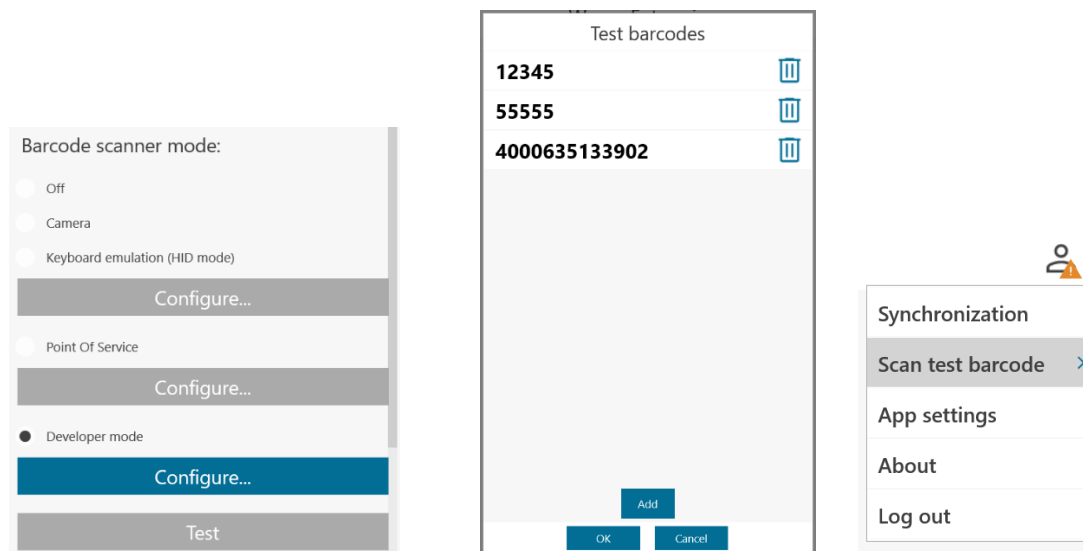 Barcode scanner mode:
Off
Camera
Keyboard emulation (HID mode)
Configure...
Point Of Service
Configure...
Developer mode
Configure...
Test
Test barcodes
12345
55555
4000635133902
Add
OK Cancel
Synchronization
Scan test barcode
App settings
About
Log out